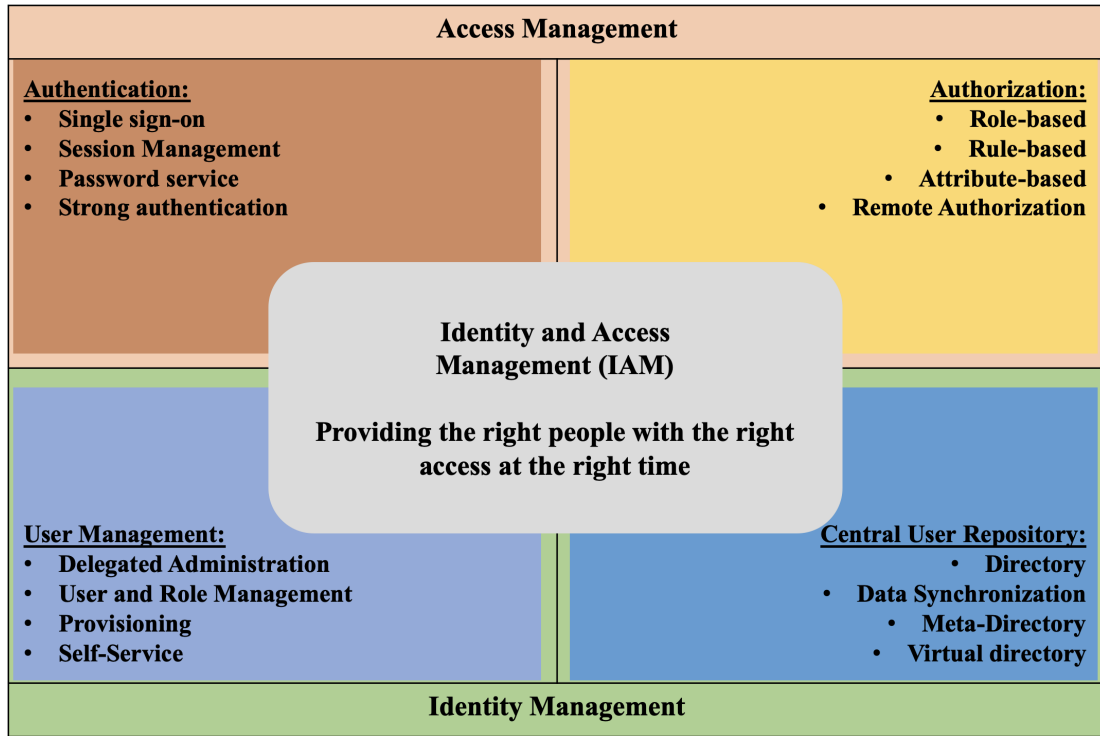 Access Management
Authentication:
• Single sign-on
• Session Management
• Password service
• Strong authentication
Authorization:
• Role-based
• Rule-based
• Attribute-based
• Remote Authorization
Identity and Access
Management (IAM)
Providing the right people with the right
access at the right time
User Management:
• Delegated Administration
• User and Role Management
• Provisioning
• Self-Service
Central User Repository:
• Directory
• Data Synchronization
• Meta-Directory
• Virtual directory
Identity Management